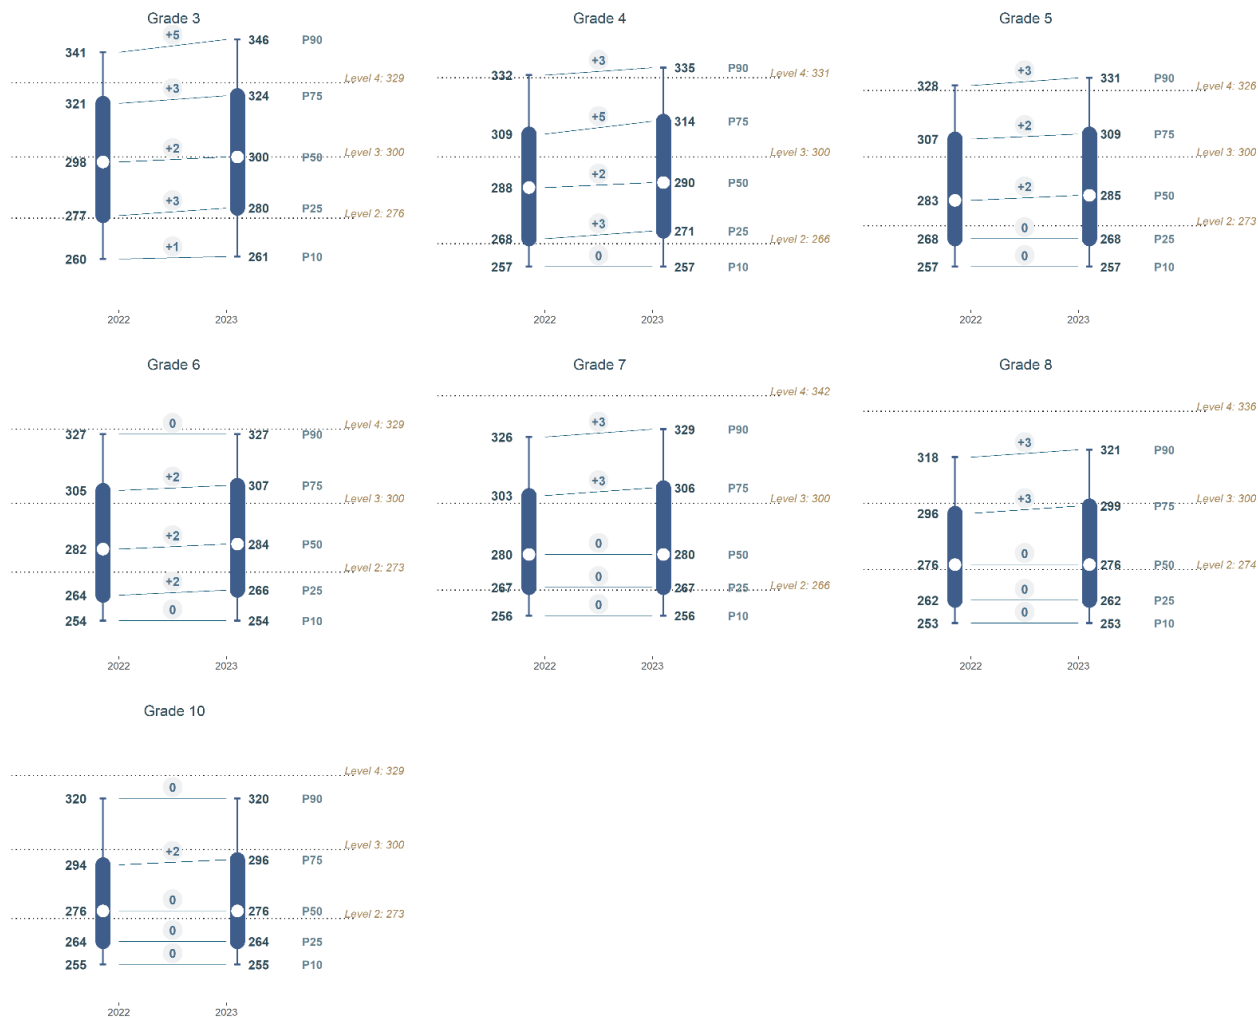 Grade 3
+5
341
346
P90
Level 4: 329
+3
321
324
P75
+2
298
300
P50
Level 3: 300
+3
277
280
P25
Level 2: 276
+1
260
261
P10
2022
2023
Grade 4
+3
332
335
P90
Level 4: 331
+5
309
314
P75
Level 3: 300
+2
288
290
P50
+3
268
271
P25
Level 2: 266
0
257
257
P10
2022
2023
Grade 5
+3
328
331
P90
Level 4: 326
+2
307
309
P75
Level 3: 300
+2
283
285
P50
Level 2: 273
0
268
268
P25
0
257
257
P10
2022
2023
Grade 6
0
327
327
P90
Level 4: 329
+2
305
307
P75
Level 3: 300
+2
282
284
P50
Level 2: 273
+2
264
266
P25
0
254
254
P10
2022
2023
Grade 7
Level 4: 342
+3
326
329
P90
+3
303
306
P75
Level 3: 300
0
280
280
P50
0
267
267
P25
Level 2: 266
0
256
256
P10
2022
2023
Grade 8
Level 4: 336
+3
318
321
P90
+3
296
299
P75
Level 3: 300
0
276
276
P50
Level 2: 274
0
262
262
P25
0
253
253
P10
2022
2023
Grade 10
Level 4: 329
0
320
320
P90
Level 3: 300
+2
294
296
P75
0
276
276
P50
Level 2: 273
0
264
264
P25
0
255
255
P10
2022
2023